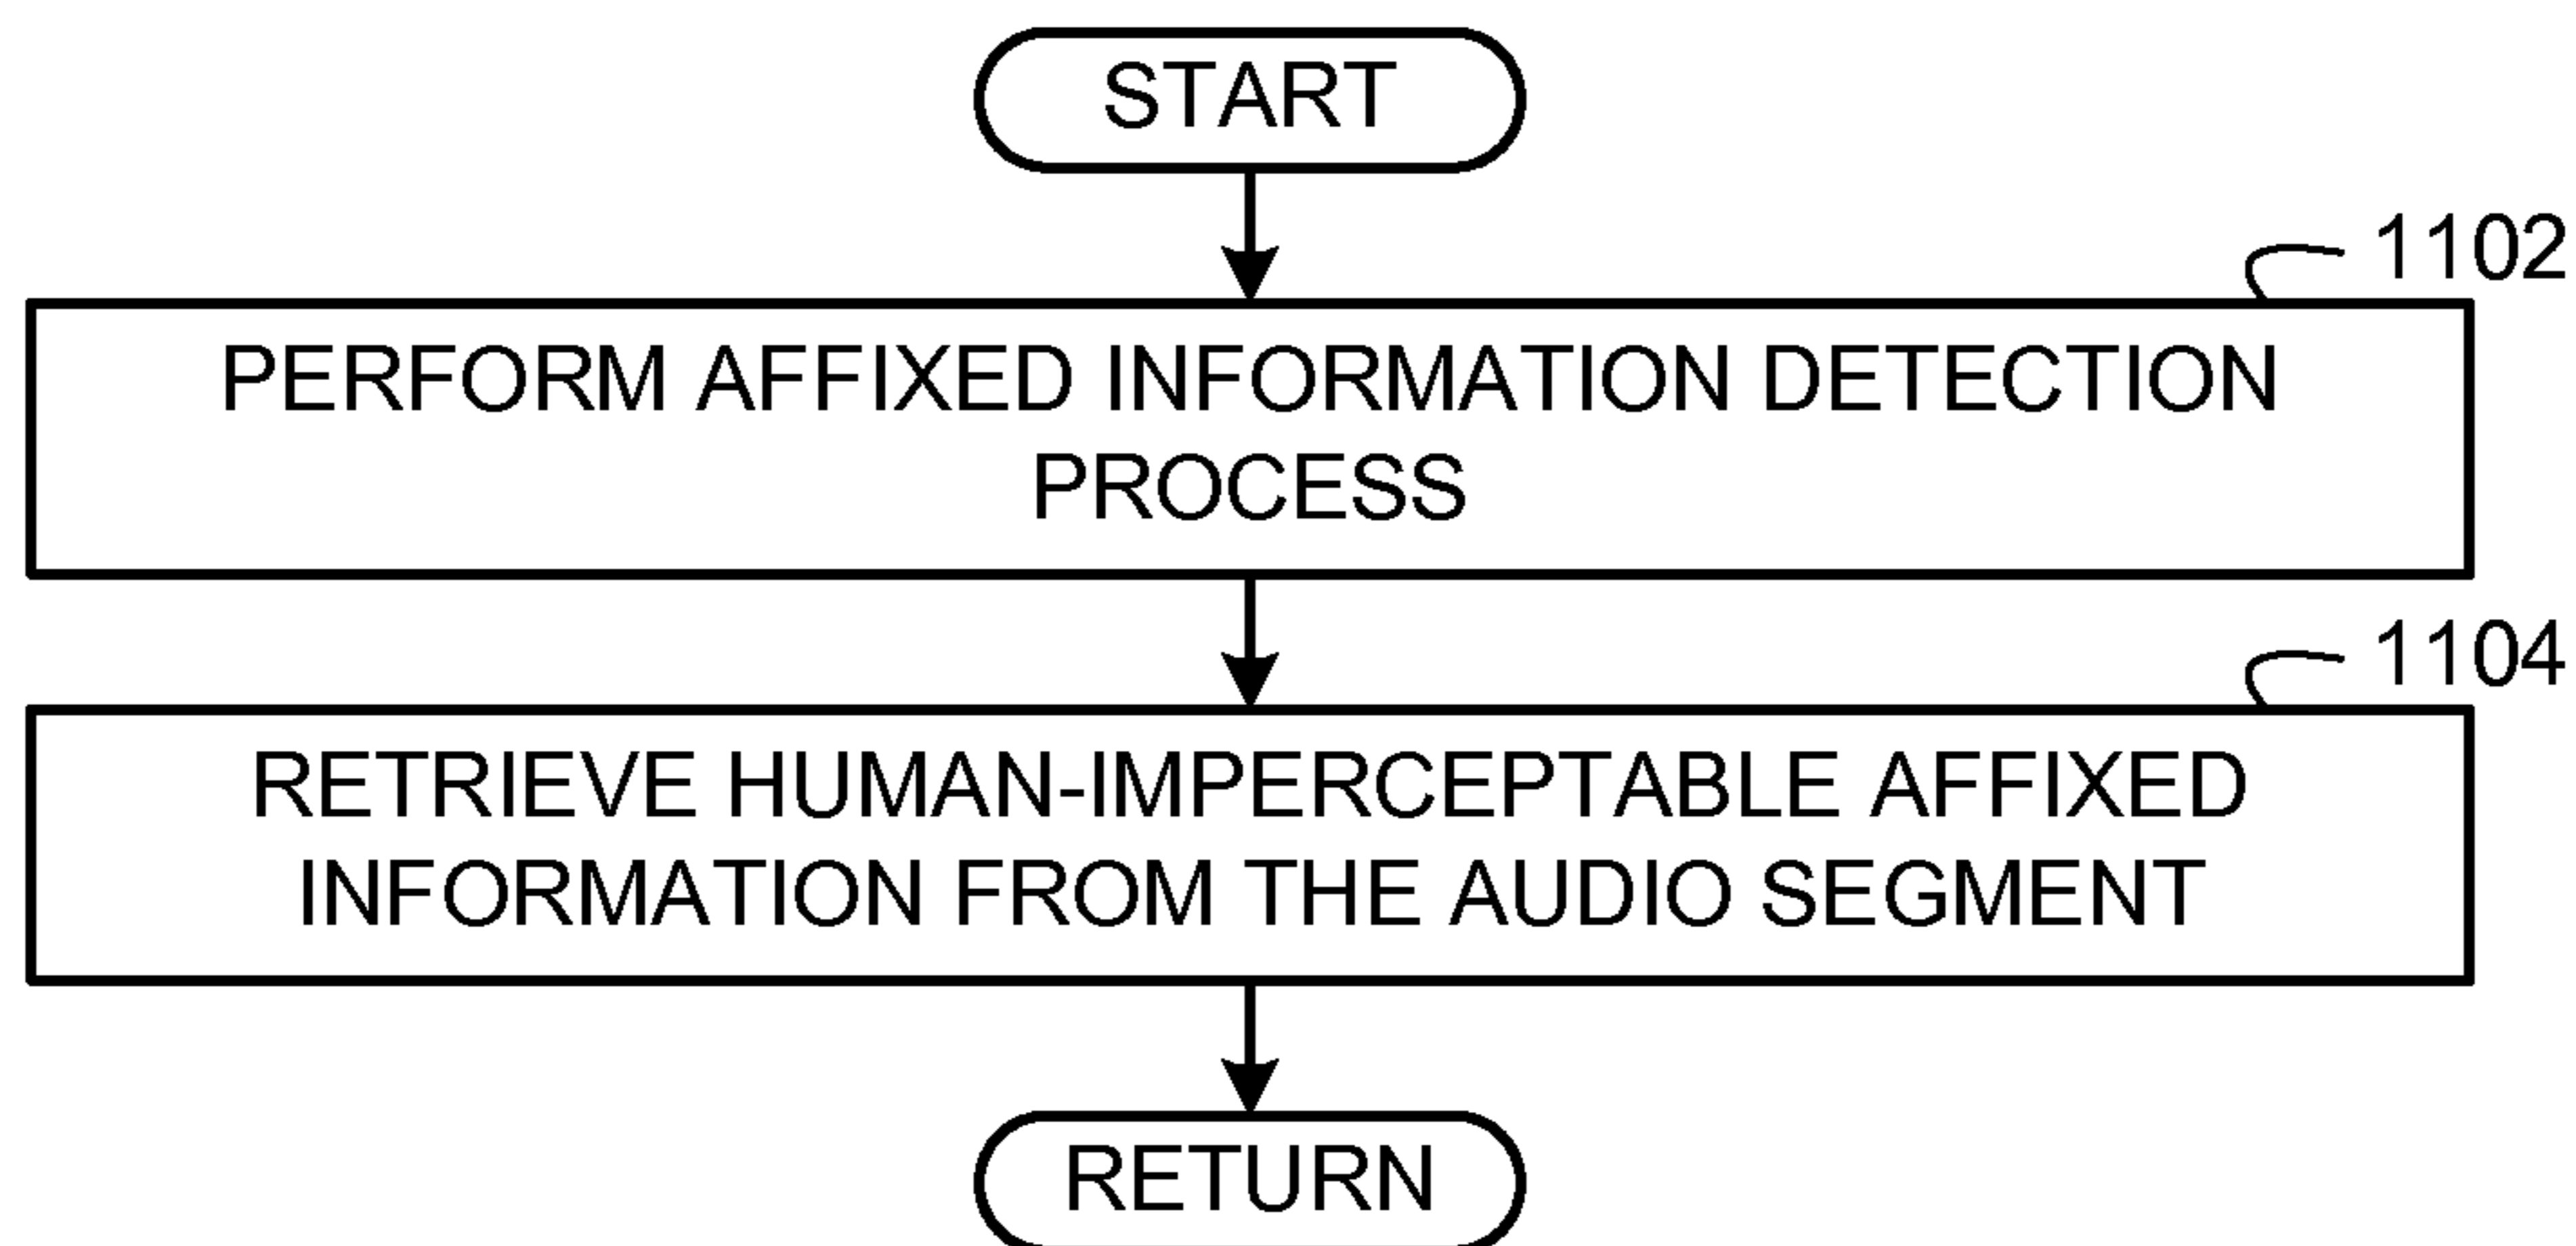 START
1102
PERFORM AFFIXED INFORMATION DETECTION
PROCESS
1104
RETRIEVE HUMAN-IMPERCEPTABLE AFFIXED
INFORMATION FROM THE AUDIO SEGMENT
RETURN